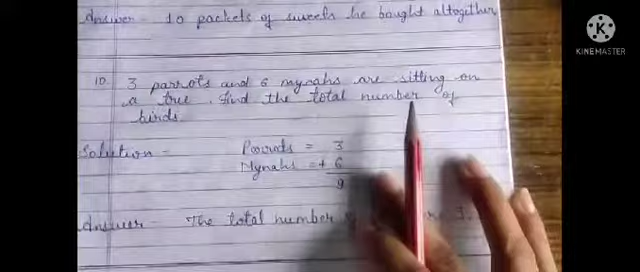 Answer- 10 packets of sweets he bought altogether
10. 3 parrots and 6 mynahs are sitting on
a tree. Find the total number of
birds.
Solution - Parrots = 3
Mynahs = + 6
9
Answer- The total number
KINEMASTER